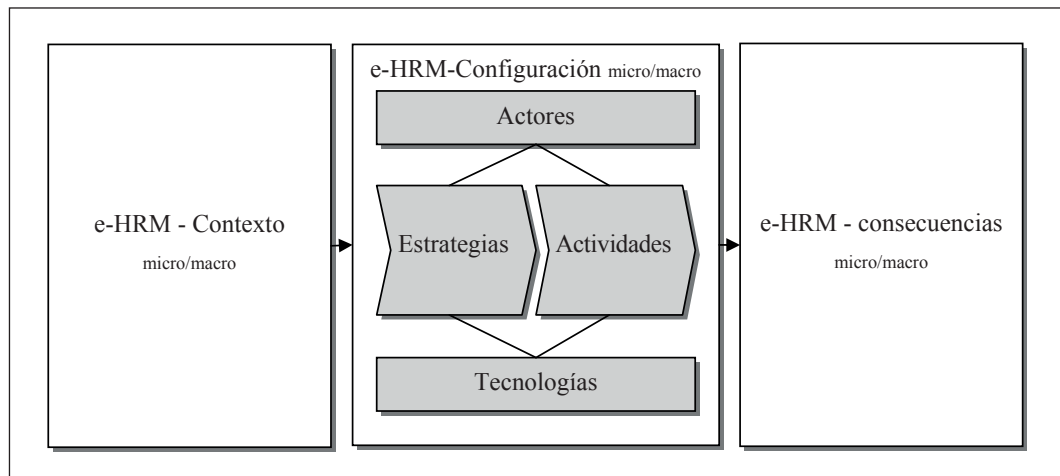 e-HRM - Contexto
micro/macro
e-HRM-Configuración micro/macro
Actores
Estrategias
Actividades
Tecnologías
e-HRM - consecuencias
micro/macro